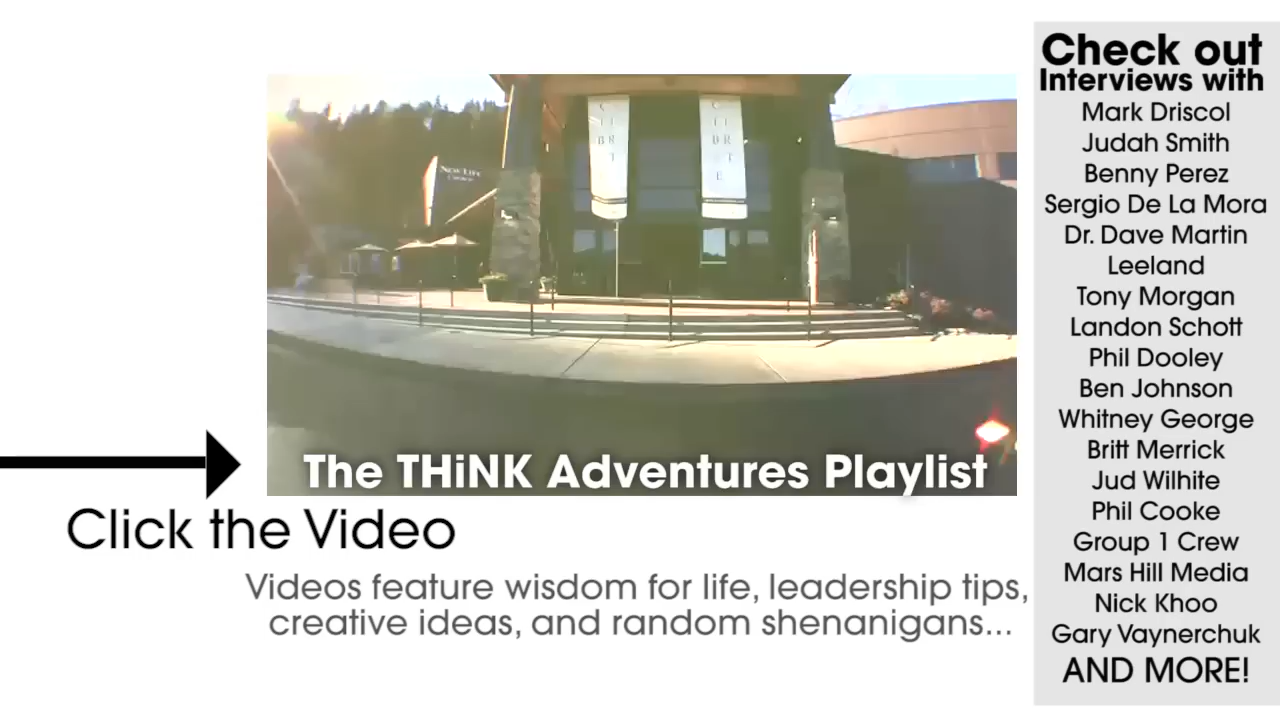 Check out
Interviews with
Mark Driscol
Judah Smith
Benny Perez
Sergio De La Mora
Dr. Dave Martin
Leeland
Tony Morgan
Landon Schott
Phil Dooley
Ben Johnson
Whitney George
Britt Merrick
Jud Wilhite
Phil Cooke
Group 1 Crew
Mars Hill Media
Nick Khoo
Gary Vaynerchuk
AND MORE!
New Life
Church
The THiNK Adventures Playlist
Click the Video
Videos feature wisdom for life, leadership tips,
creative ideas, and random shenanigans...